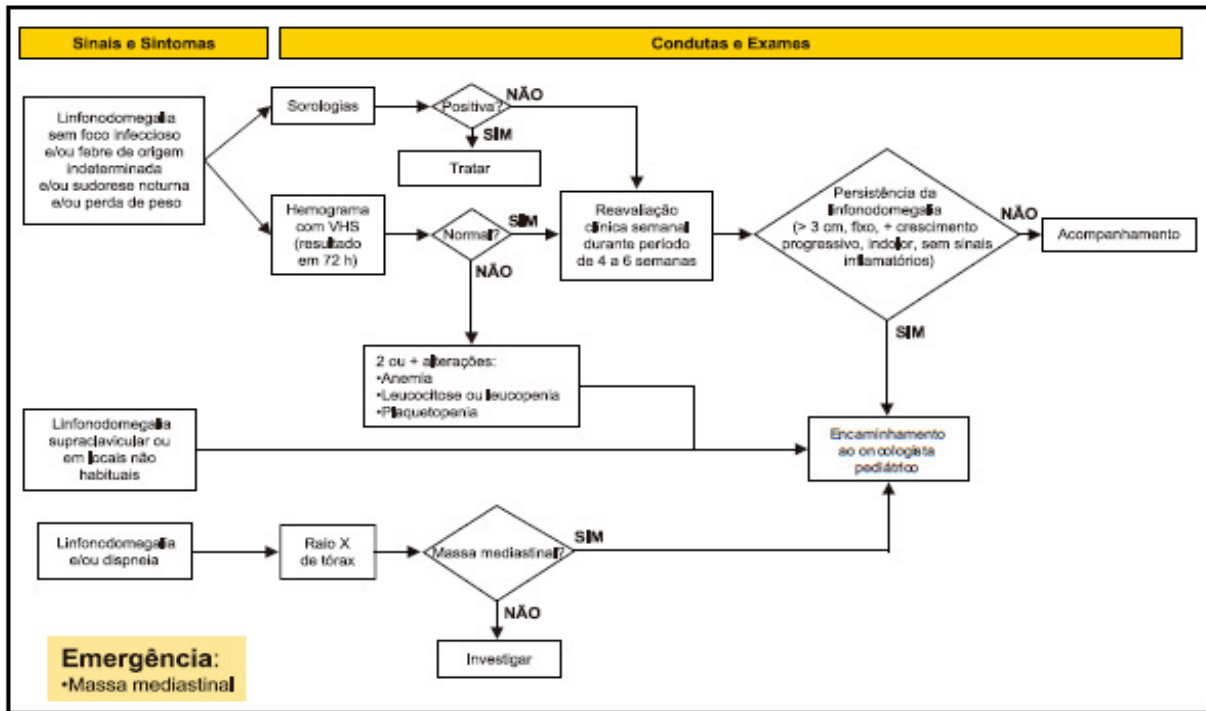 Sinais e Sintomas
Condutas e Exames
Linfonodomegalia
sem foco infeccioso
e/ou febre de origem
indeterminada
e/ou sudorese noturna
e/ou perda de peso
Sorologias
Positiva?
NÃO
SIM
Tratar
Hemograma
com VHS
(resultado
em 72 h)
Normal?
SIM
NÃO
Reavaliação
clínica semanal
durante período
de 4 a 6 semanas
Persistência da
linfonodomegalia
(> 3 cm, fixo, + crescimento
progressivo, indolor, sem sinais
inflamatórios)
NÃO
Acompanhamento
SIM
2 ou + alterações:
•Anemia
•Leucocitose ou leucopenia
•Plaquetopenia
Linfonodomegalia
supraclavicular ou
em locais não
habituais
Encaminhamento
ao oncologista
pediátrico
Linfonodomegalia
e/ou dispneia
Raio X
de tórax
Massa mediastinal?
SIM
NÃO
Investigar
Emergência:
•Massa mediastinal